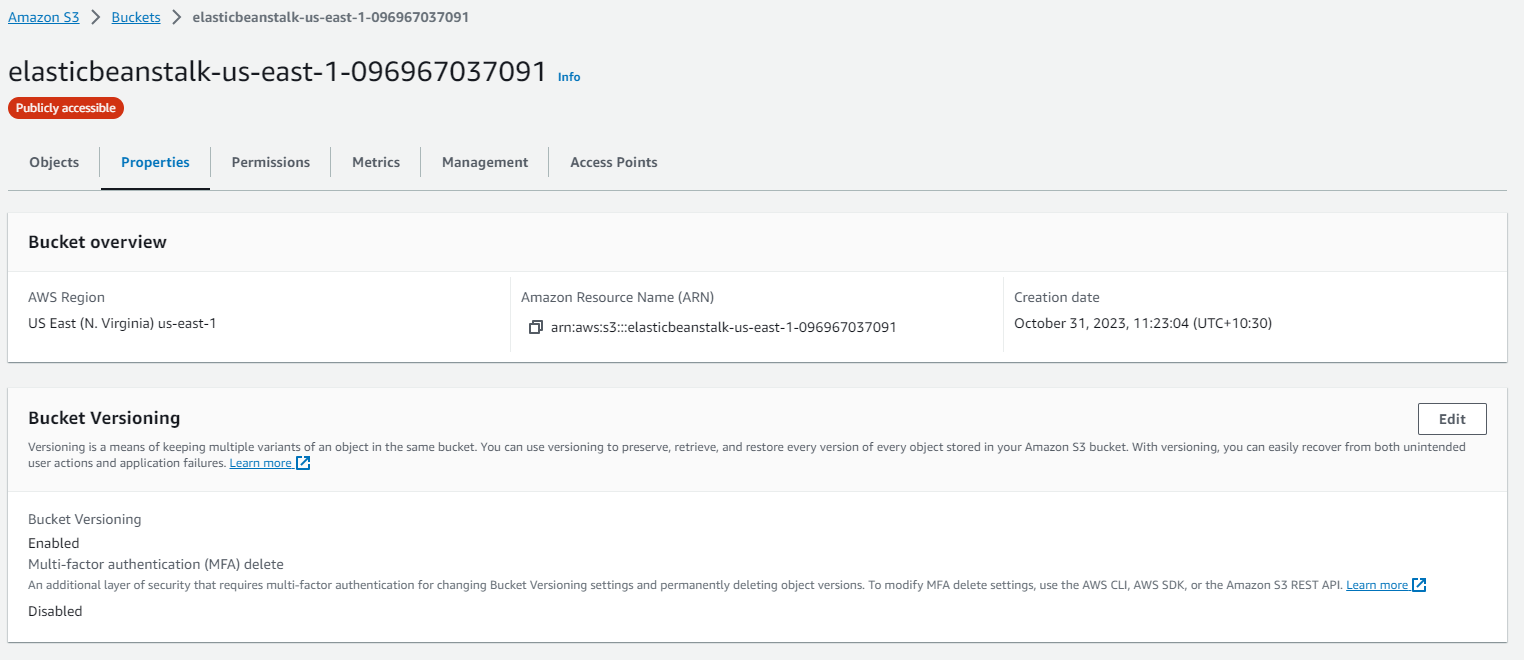 Amazon S3 > Buckets > elasticbeanstalk-us-east-1-096967037091
elasticbeanstalk-us-east-1-096967037091 Info
Publicly accessible
Objects Properties Permissions Metrics Management Access Points
Bucket overview
AWS Region
US East (N. Virginia) us-east-1
Amazon Resource Name (ARN)
arn:aws:s3:::elasticbeanstalk-us-east-1-096967037091
Creation date
October 31, 2023, 11:23:04 (UTC+10:30)
Bucket Versioning
Edit
Versioning is a means of keeping multiple variants of an object in the same bucket. You can use versioning to preserve, retrieve, and restore every version of every object stored in your Amazon S3 bucket. With versioning, you can easily recover from both unintended
user actions and application failures. Learn more
Bucket Versioning
Enabled
Multi-factor authentication (MFA) delete
An additional layer of security that requires multi-factor authentication for changing Bucket Versioning settings and permanently deleting object versions. To modify MFA delete settings, use the AWS CLI, AWS SDK, or the Amazon S3 REST API. Learn more
Disabled